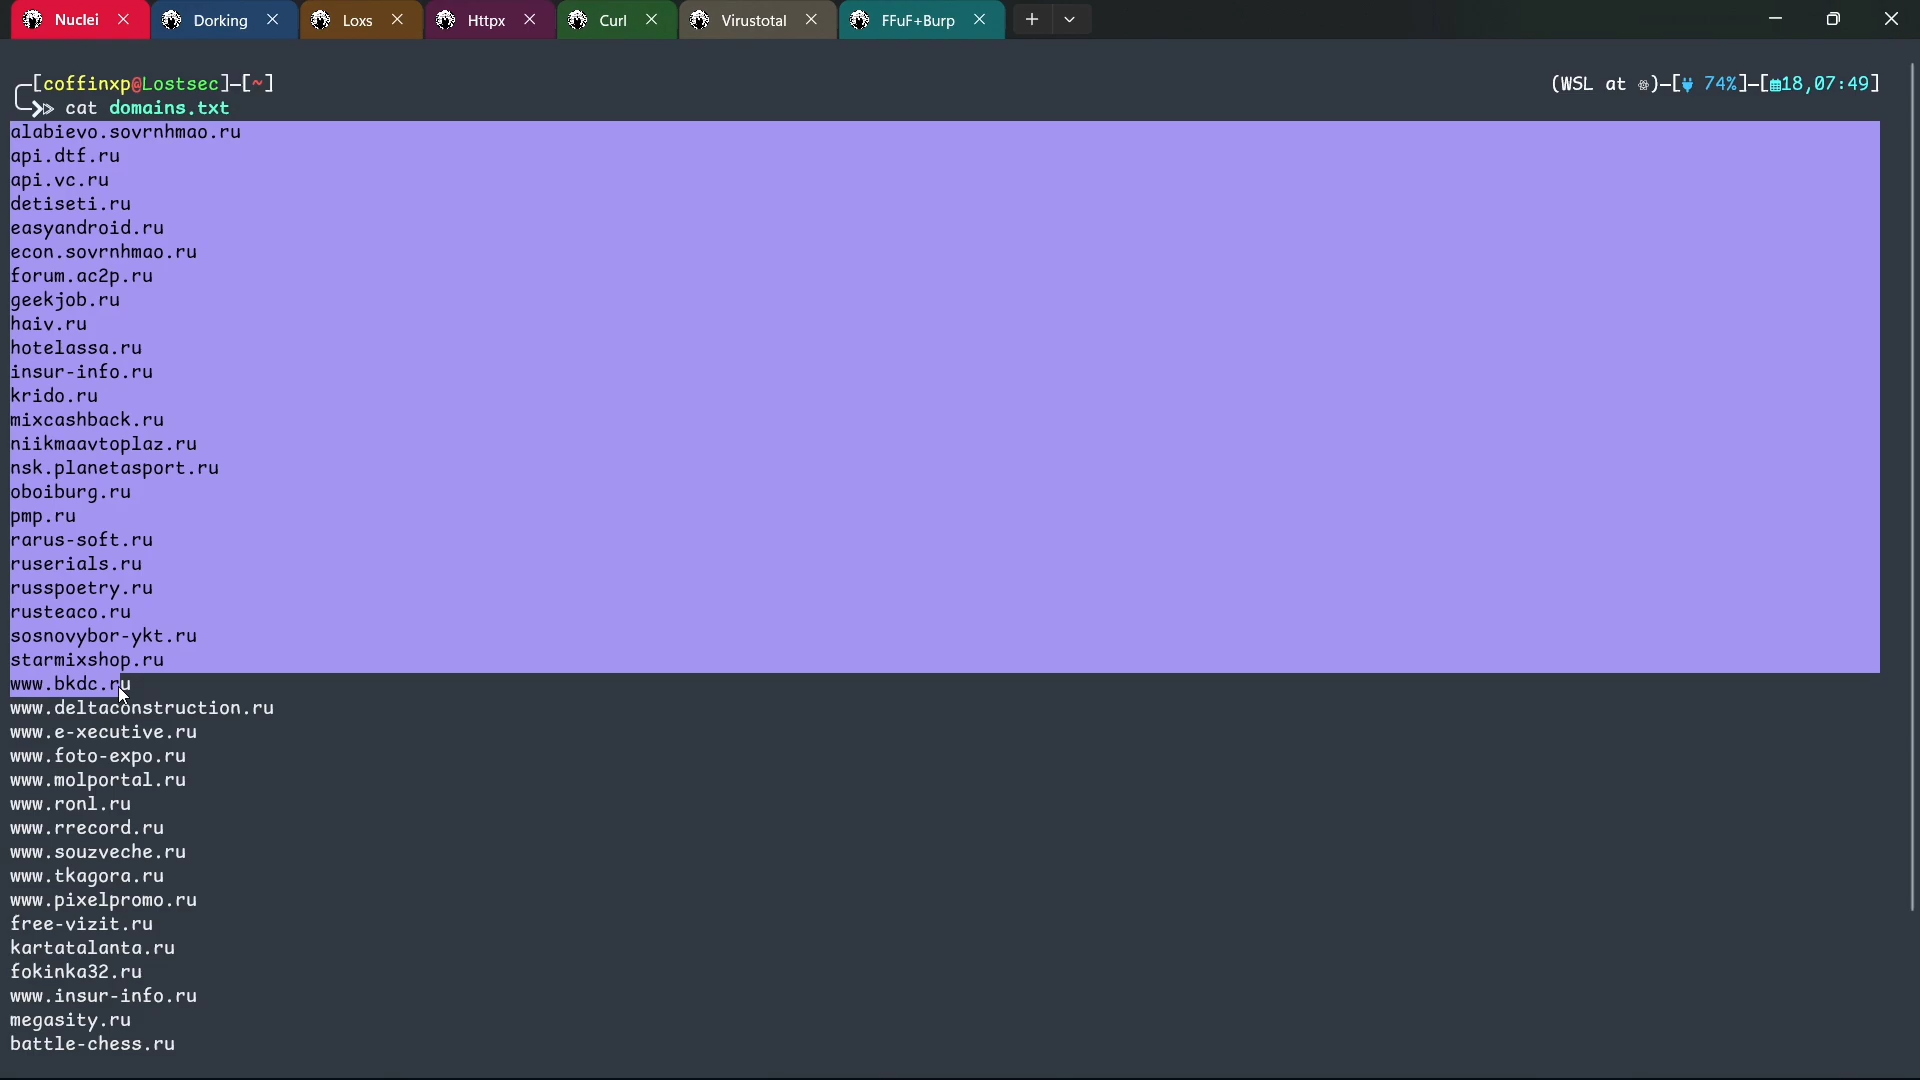 Nuclei Dorking Loxs Httpx Curl Virustotal FFuF+Burp
[coffinxp@Lostsec]-[~] (WSL at ⚛)-[74%]-[18,07:49]
cat domains.txt
alabievo.sovrnhmao.ru
api.dtf.ru
api.vc.ru
detiseti.ru
easyandroid.ru
econ.sovrnhmao.ru
forum.ac2p.ru
geekjob.ru
haiv.ru
hotelassa.ru
insur-info.ru
krido.ru
mixcashback.ru
niikmaavtoplaz.ru
nsk.planetasport.ru
oboiburg.ru
pmp.ru
rarus-soft.ru
ruserials.ru
russpoetry.ru
rusteaco.ru
sosnovybor-ykt.ru
starmixshop.ru
www.bkdc.ru
www.deltaconstruction.ru
www.e-xecutive.ru
www.foto-expo.ru
www.molportal.ru
www.ronl.ru
www.rrecord.ru
www.souzveche.ru
www.tkagora.ru
www.pixelpromo.ru
free-vizit.ru
kartatalanta.ru
fokinka32.ru
www.insur-info.ru
megasity.ru
battle-chess.ru